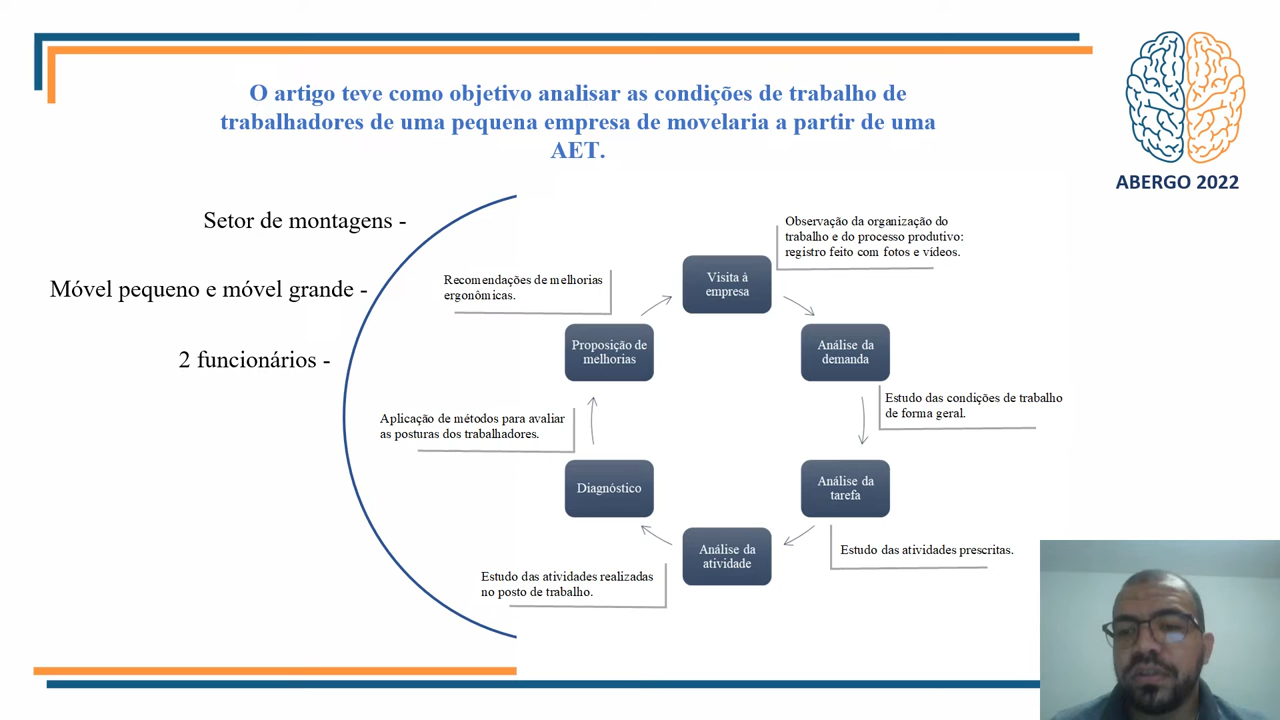 O artigo teve como objetivo analisar as condições de trabalho de
trabalhadores de uma pequena empresa de movelaria a partir de uma
AET.
ABERGO 2022
Setor de montagens -
Móvel pequeno e móvel grande -
2 funcionários -
Visita à
empresa
Observação da organização do
trabalho e do processo produtivo:
registro feito com fotos e vídeos.
Análise da
demanda
Estudo das condições de trabalho
de forma geral.
Análise da
tarefa
Estudo das atividades prescritas.
Análise da
atividade
Estudo das atividades realizadas
no posto de trabalho.
Diagnóstico
Aplicação de métodos para avaliar
as posturas dos trabalhadores.
Proposição de
melhorias
Recomendações de melhorias
ergonômicas.